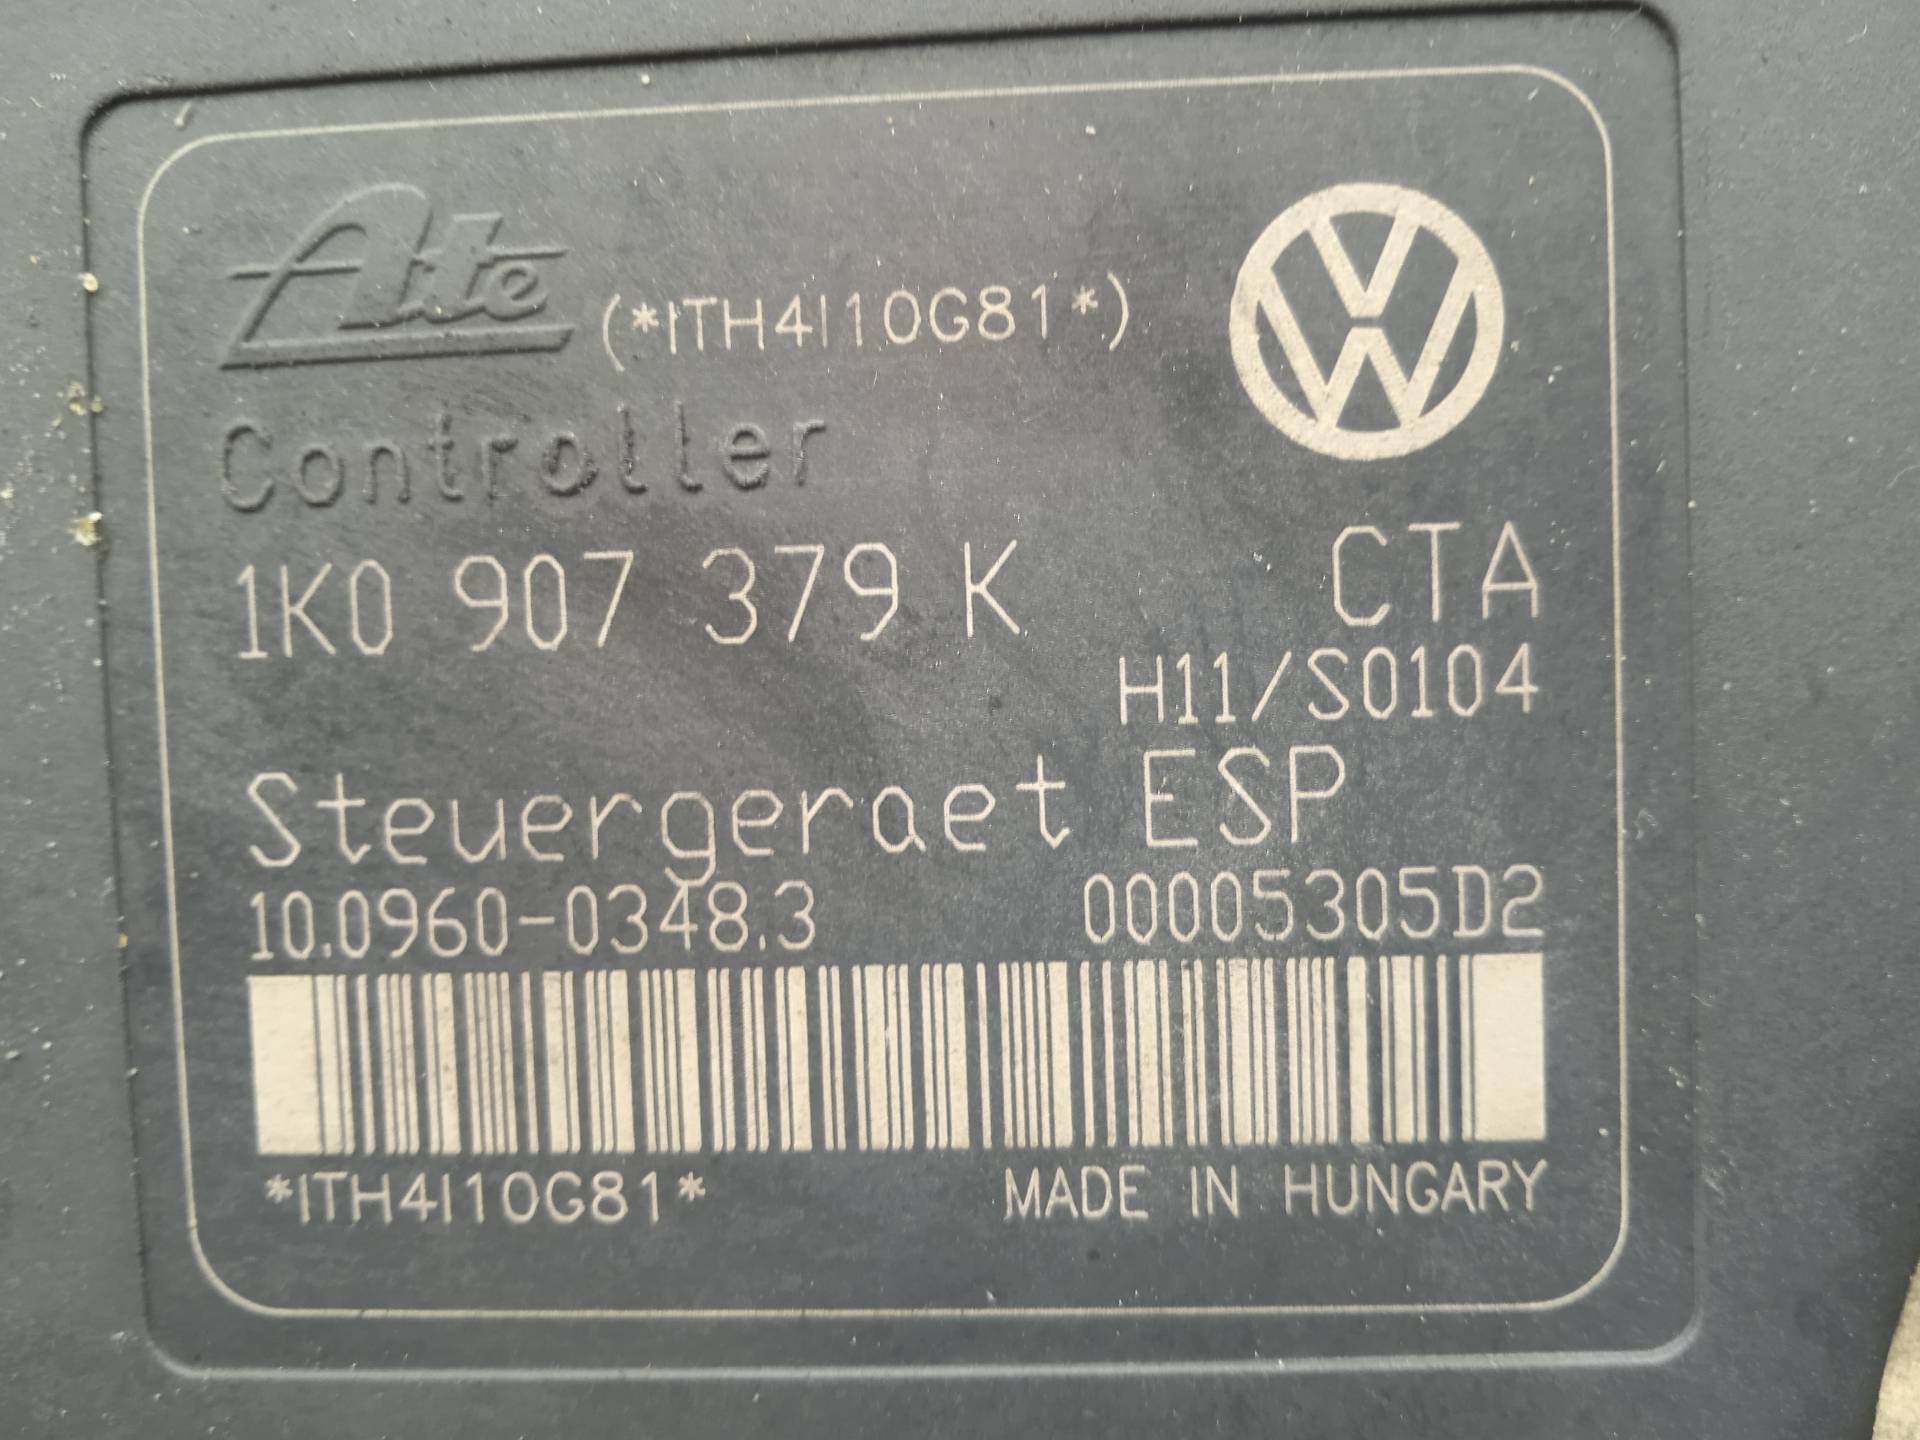 Ate (*ITH4I10G81*)
Controller
1K0 907 379 K CTA
H11/S0104
Steuergeraet ESP
10.0960-0348.3 00005305D2
*ITH4I10G81* MADE IN HUNGARY